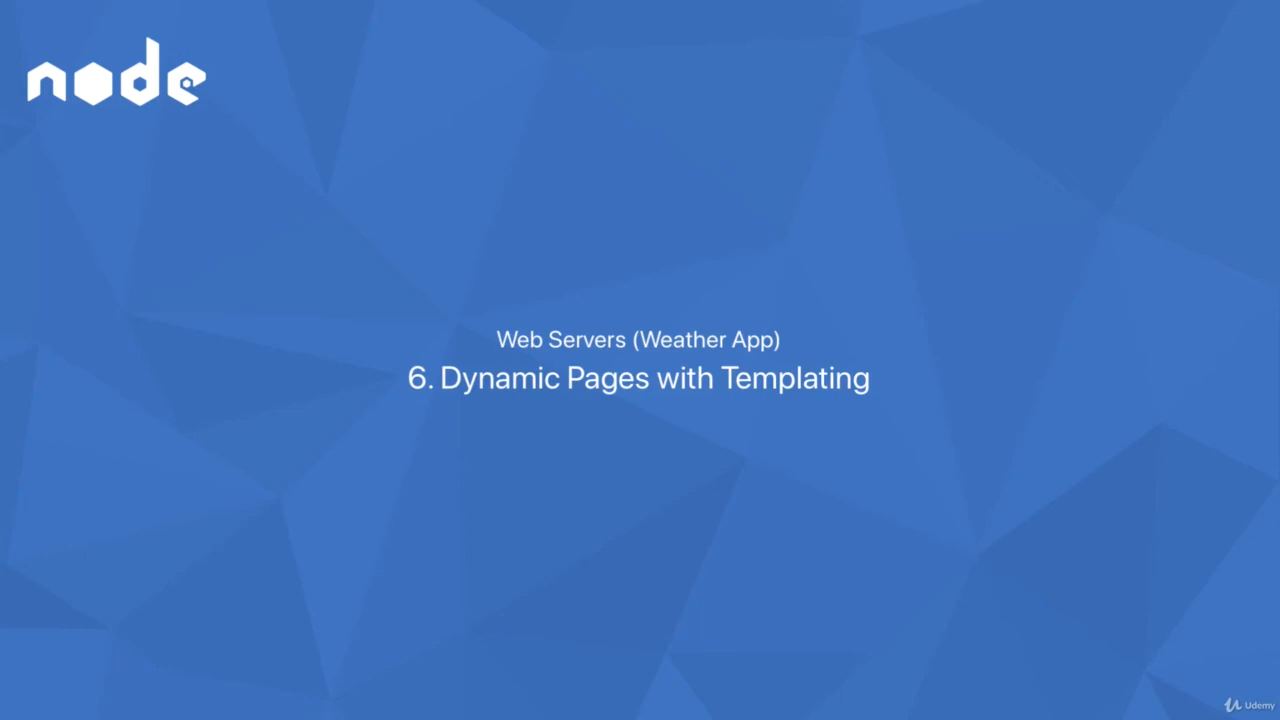 node
Web Servers (Weather App)
6. Dynamic Pages with Templating
Udemy